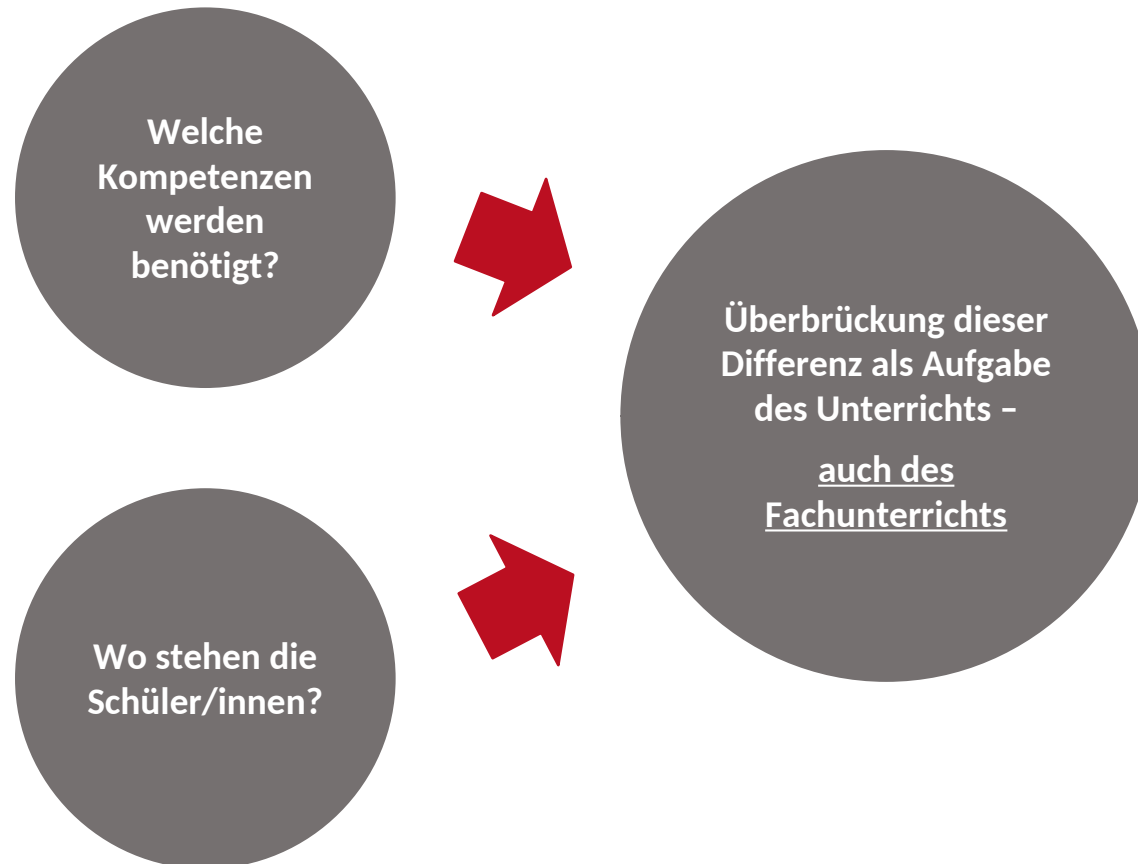 Welche
Kompetenzen
werden
benötigt?
Wo stehen die
Schüler/innen?
Überbrückung dieser
Differenz als Aufgabe
des Unterrichts –
auch des
Fachunterrichts